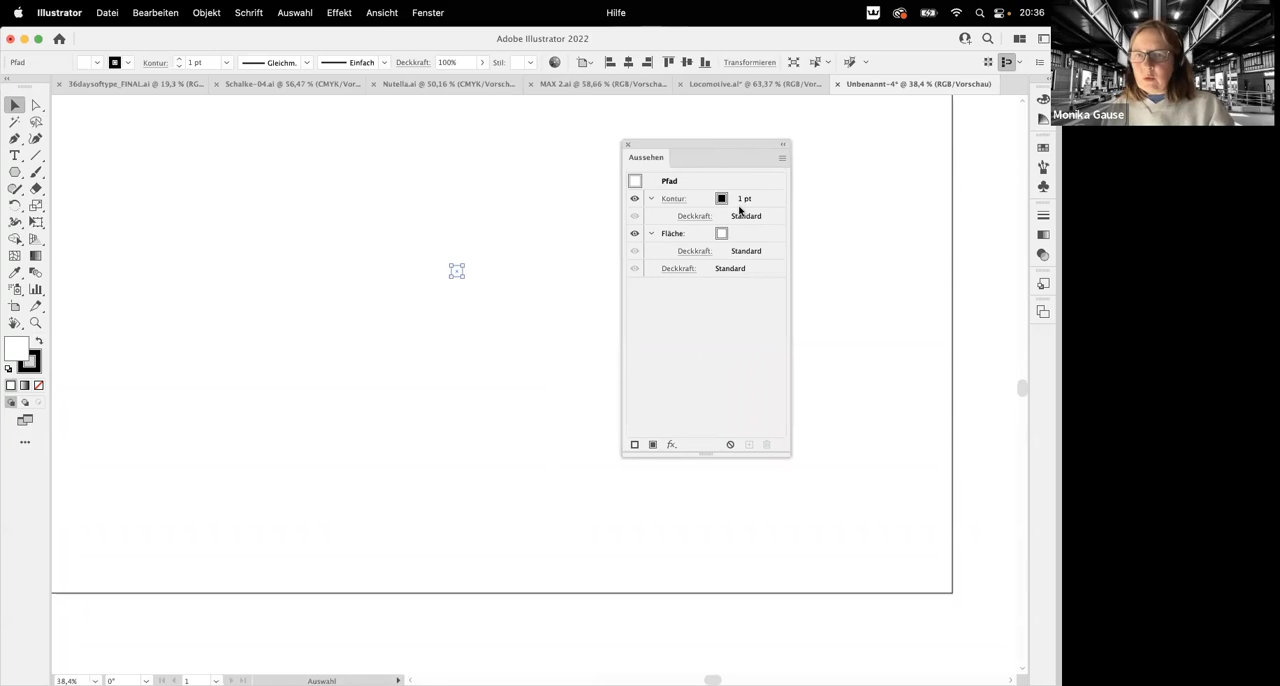 Illustrator Datei Bearbeiten Objekt Schrift Auswahl Effekt Ansicht Fenster Hilfe 20:36
Adobe Illustrator 2022
Pfad Kontur: 1 pt Gleichm. Einfach Deckkraft: 100% Stil: Transformieren
36daysoftype_FINAL.ai @ 19,3 % (RG... Schalke-04.ai @ 56,47 % (CMYK/Vor... Nutella.ai @ 50,16 % (CMYK/Vorsch... MAX 2.ai @ 58,66 % (RGB/Vorscha... Locomotive.ai* @ 63,37 % (RGB/Vor... Unbenannt-4* @ 38,4 % (RGB/Vorschau)
Monika Gause
Aussehen
Pfad
Kontur: 1 pt
Deckkraft: Standard
Fläche:
Deckkraft: Standard
Deckkraft: Standard
fx.
38,4% 0° 1 Auswahl